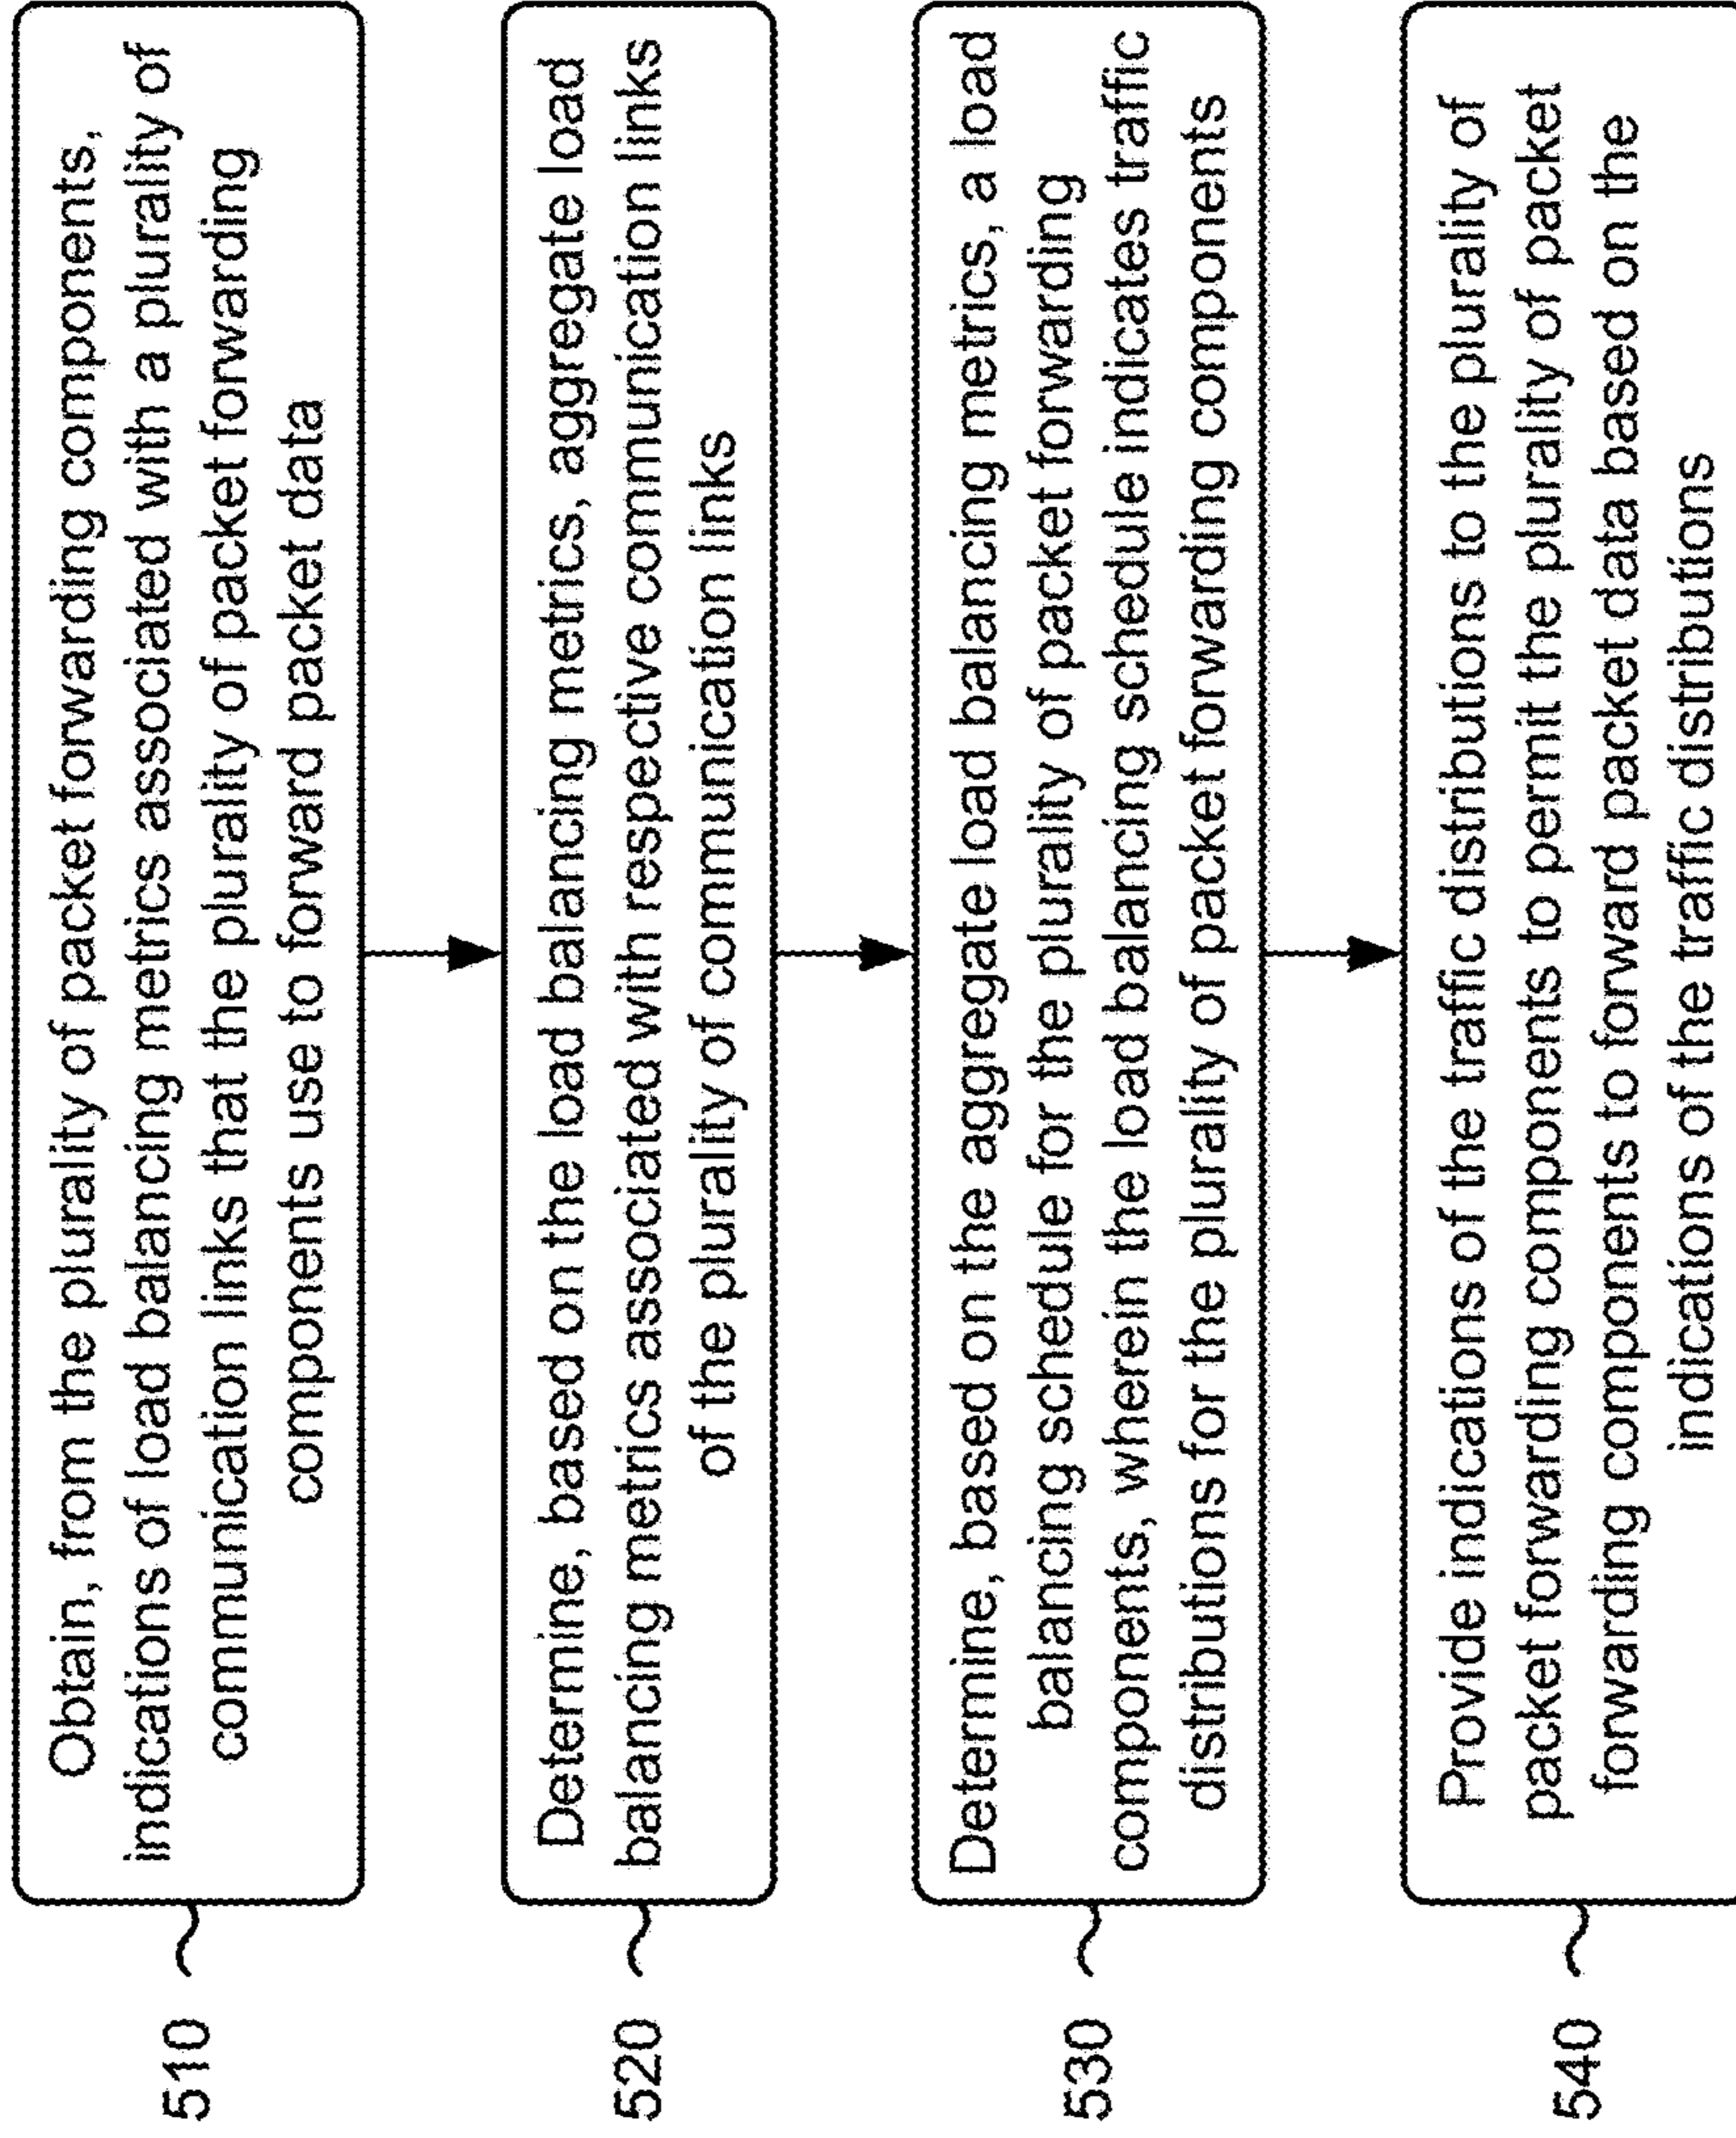 510
Obtain, from the plurality of packet forwarding components,
indications of load balancing metrics associated with a plurality of
communication links that the plurality of packet forwarding
components use to forward packet data
520
Determine, based on the load balancing metrics, aggregate load
balancing metrics associated with respective communication links
of the plurality of communication links
530
Determine, based on the aggregate load balancing metrics, a load
balancing schedule for the plurality of packet forwarding
components, wherein the load balancing schedule indicates traffic
distributions for the plurality of packet forwarding components
540
Provide indications of the traffic distributions to the plurality of
packet forwarding components to permit the plurality of packet
forwarding components to forward packet data based on the
indications of the traffic distributions